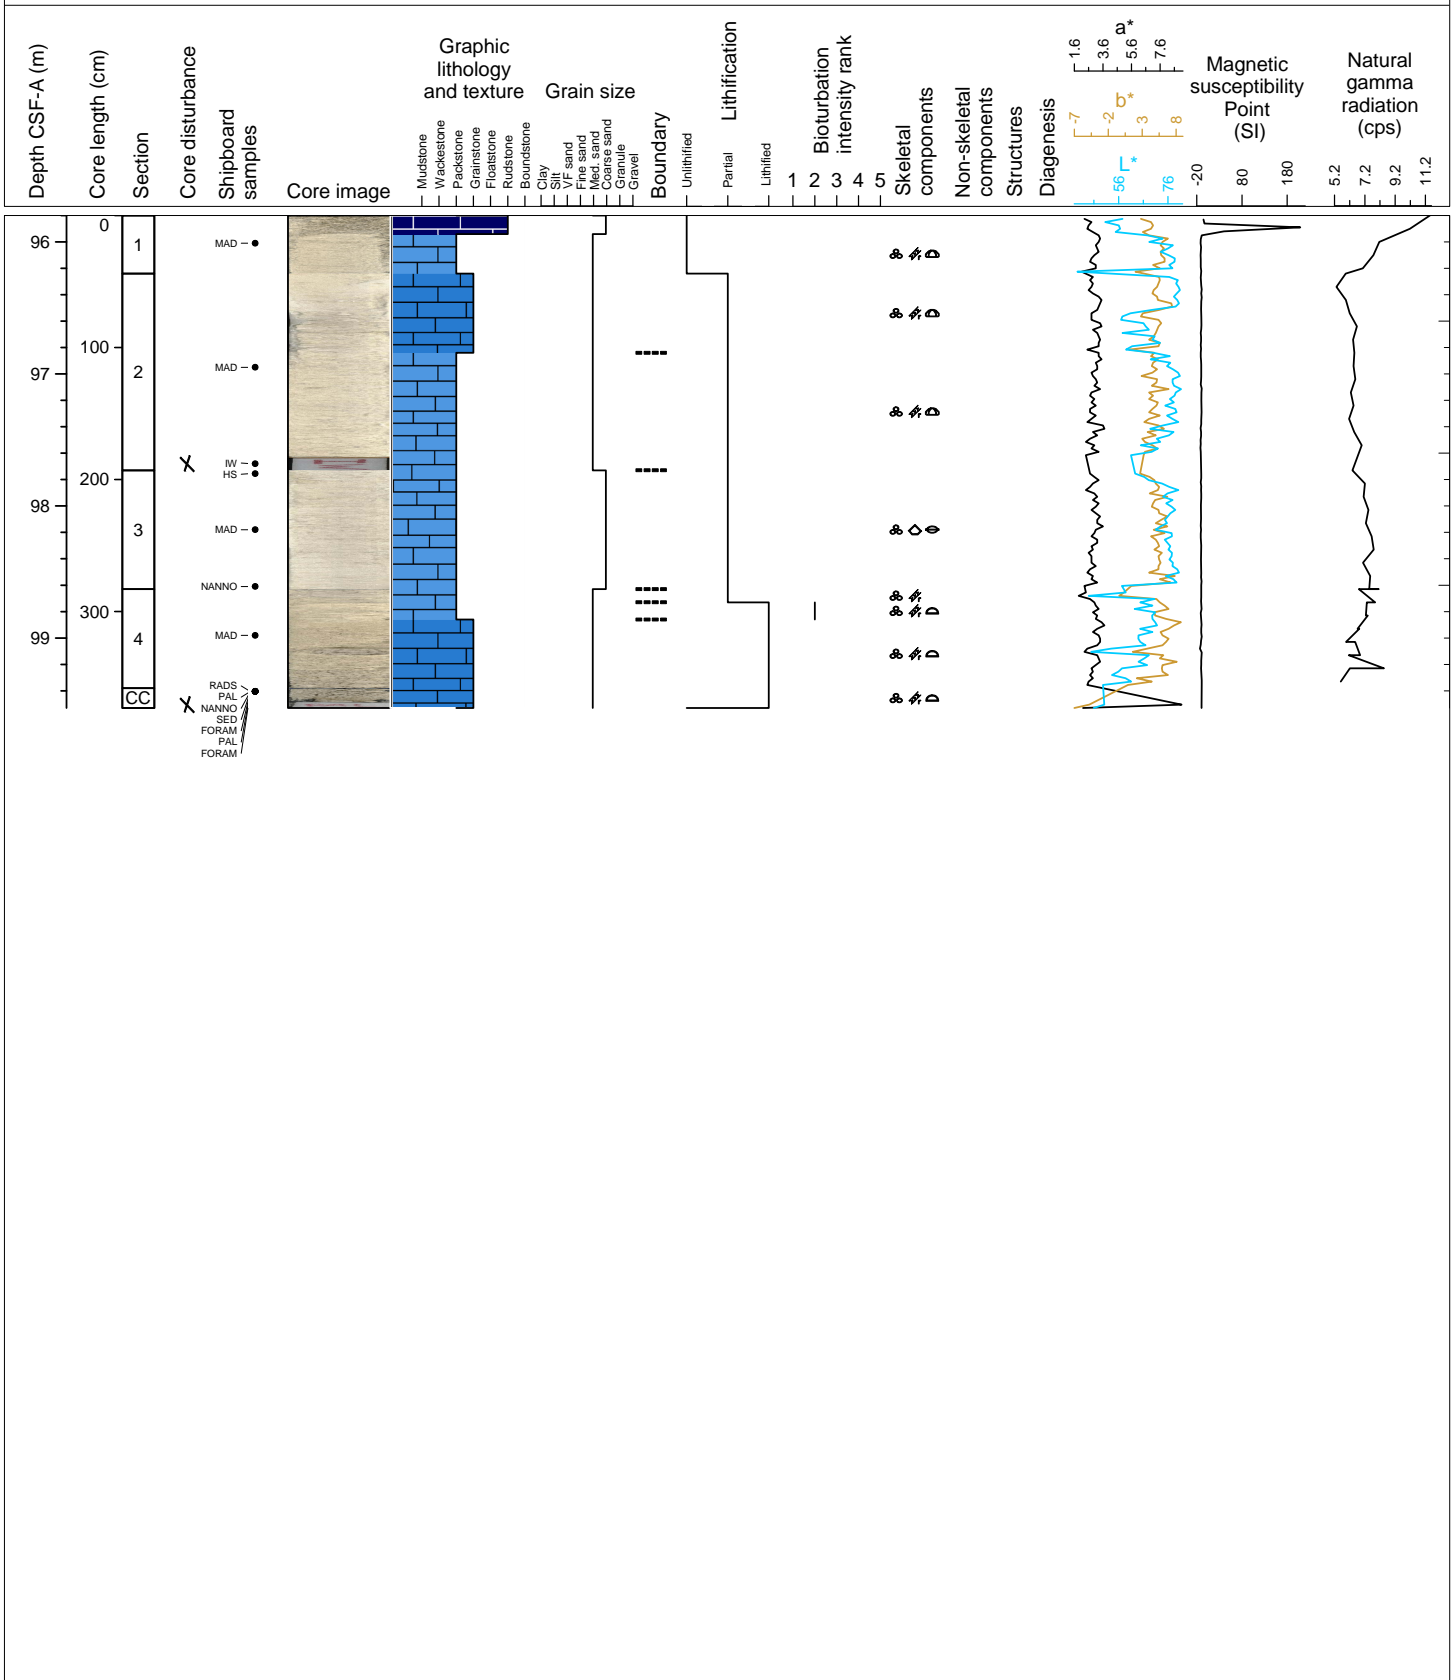 Depth CSF-A (m)
Core length (cm)
Section
Core disturbance
Shipboard
samples
Core image
Graphic
lithology
and texture
Mudstone
Wackestone
Packstone
Grainstone
Floatstone
Rudstone
Boundstone
Grain size
Clay
Silt
VF sand
Fine sand
Med. sand
Coarse sand
Granule
Gravel
Boundary
Lithification
Unlithified
Partial
Lithified
Bioturbation
intensity rank
1 2 3 4 5
Skeletal
components
Non-skeletal
components
Structures
Diagenesis
a*
1.6 3.6 5.6 7.6
b*
-7 -2 3 8
L*
56 76
Magnetic
susceptibility
Point
(SI)
-20 80 180
Natural
gamma
radiation
(cps)
5.2 7.2 9.2 11.2
96
97
98
99
0
100
200
300
1
2
3
4
CC
MAD
MAD
IW
HS
MAD
NANNO
MAD
RADS
PAL
NANNO
SED
FORAM
PAL
FORAM